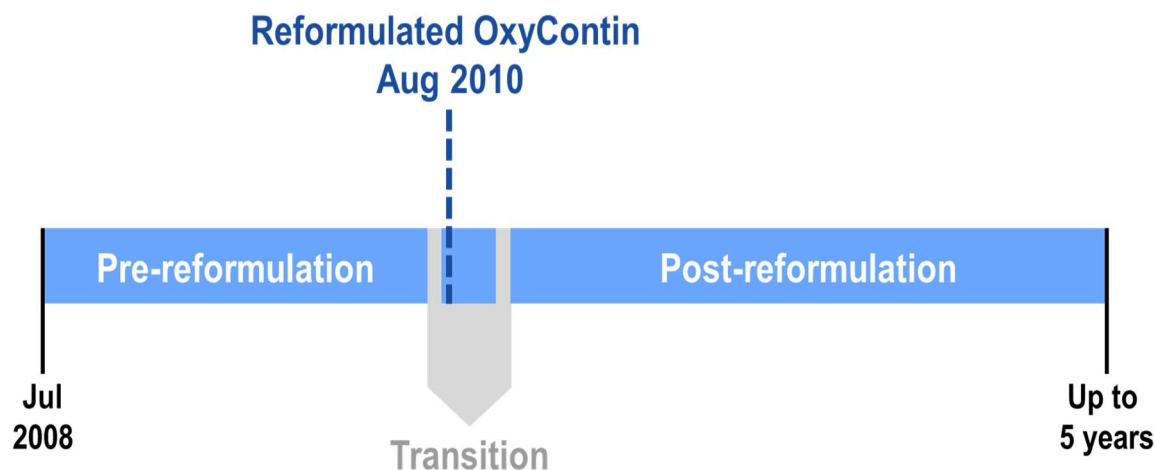 Reformulated OxyContin
Aug 2010
Pre-reformulation
Post-reformulation
Jul
2008
Up to
5 years
Transition